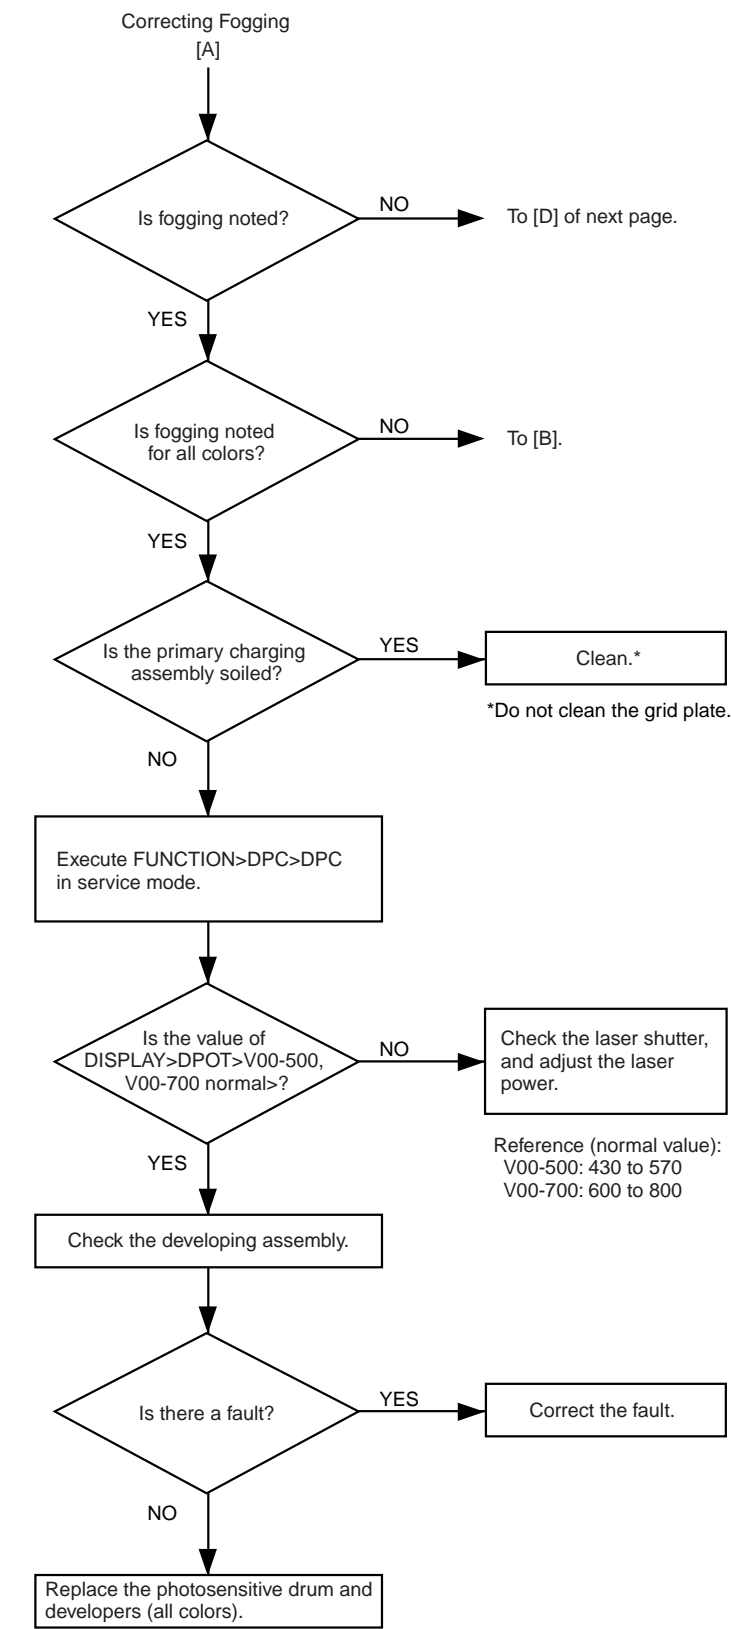 Correcting Fogging
[A]
Is fogging noted?
NO
To [D] of next page.
YES
Is fogging noted
for all colors?
NO
To [B].
YES
Is the primary charging
assembly soiled?
YES
Clean.*
*Do not clean the grid plate.
NO
Execute FUNCTION>DPC>DPC
in service mode.
Is the value of
DISPLAY>DPOT>V00-500,
V00-700 normal>?
NO
Check the laser shutter,
and adjust the laser
power.
Reference (normal value):
V00-500: 430 to 570
V00-700: 600 to 800
YES
Check the developing assembly.
Is there a fault?
YES
Correct the fault.
NO
Replace the photosensitive drum and
developers (all colors).